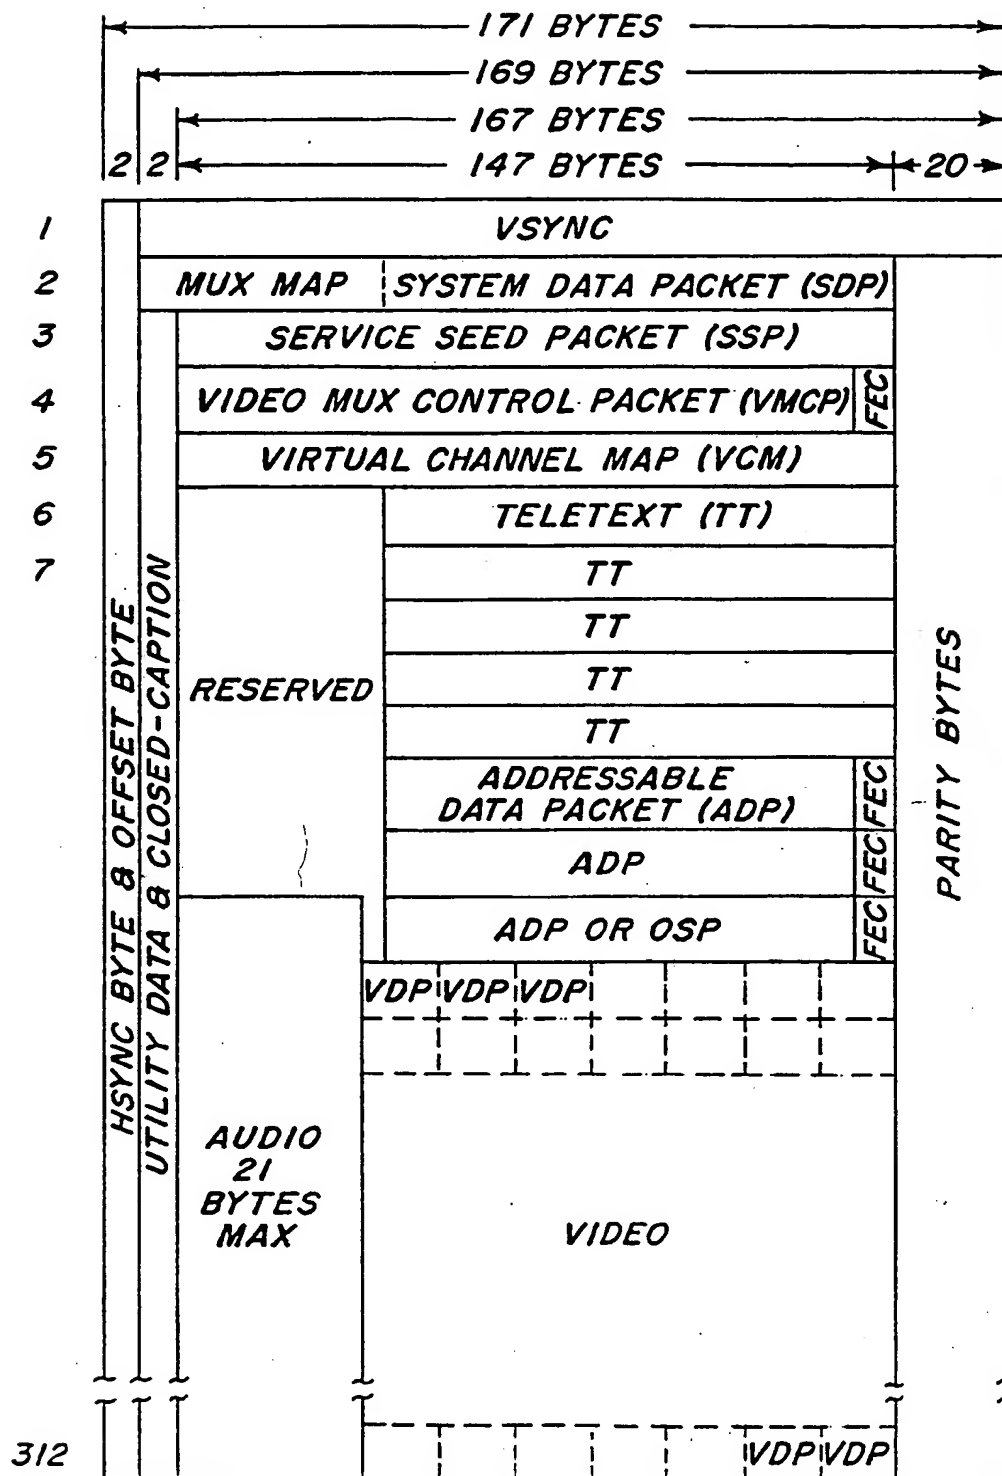 171 BYTES
169 BYTES
167 BYTES
2 2 147 BYTES 20
1 VSYNC
2 MUX MAP SYSTEM DATA PACKET (SDP)
3 SERVICE SEED PACKET (SSP)
4 VIDEO MUX CONTROL PACKET (VMCP) FEC
5 VIRTUAL CHANNEL MAP (VCM)
6 TELETEXT (TT)
7 TT
TT
RESERVED TT
TT
ADDRESSABLE
DATA PACKET (ADP) FEC
ADP FEC
ADP OR OSP FEC
VDP VDP VDP
HSYNC BYTE & OFFSET BYTE
UTILITY DATA & CLOSED-CAPTION
PARITY BYTES
AUDIO
21
BYTES
MAX
VIDEO
312 VDP VDP